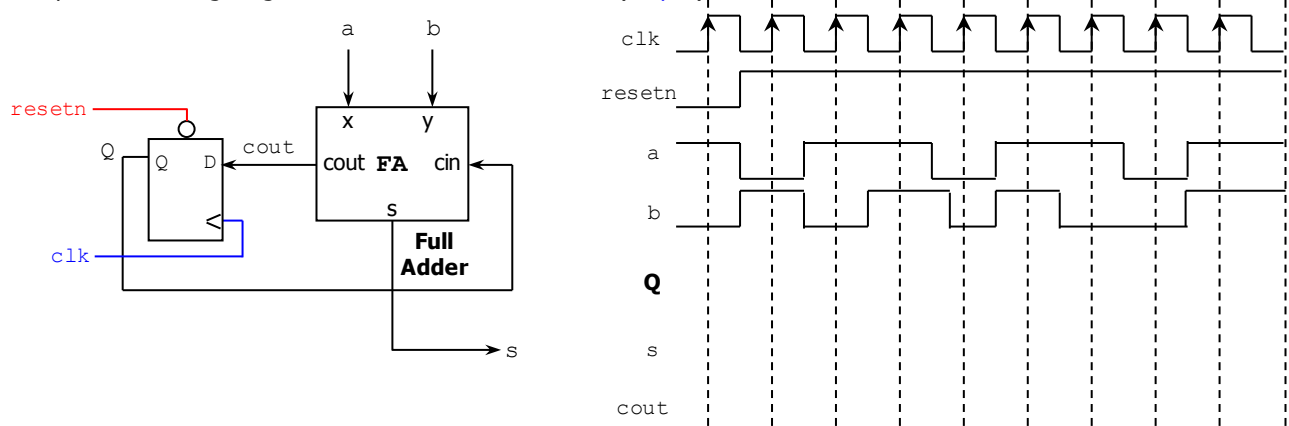 a b
resetn
x y
Q Q D cout cout FA cin
s
Full
Adder
clk
s
clk
resetn
a
b
Q
s
cout